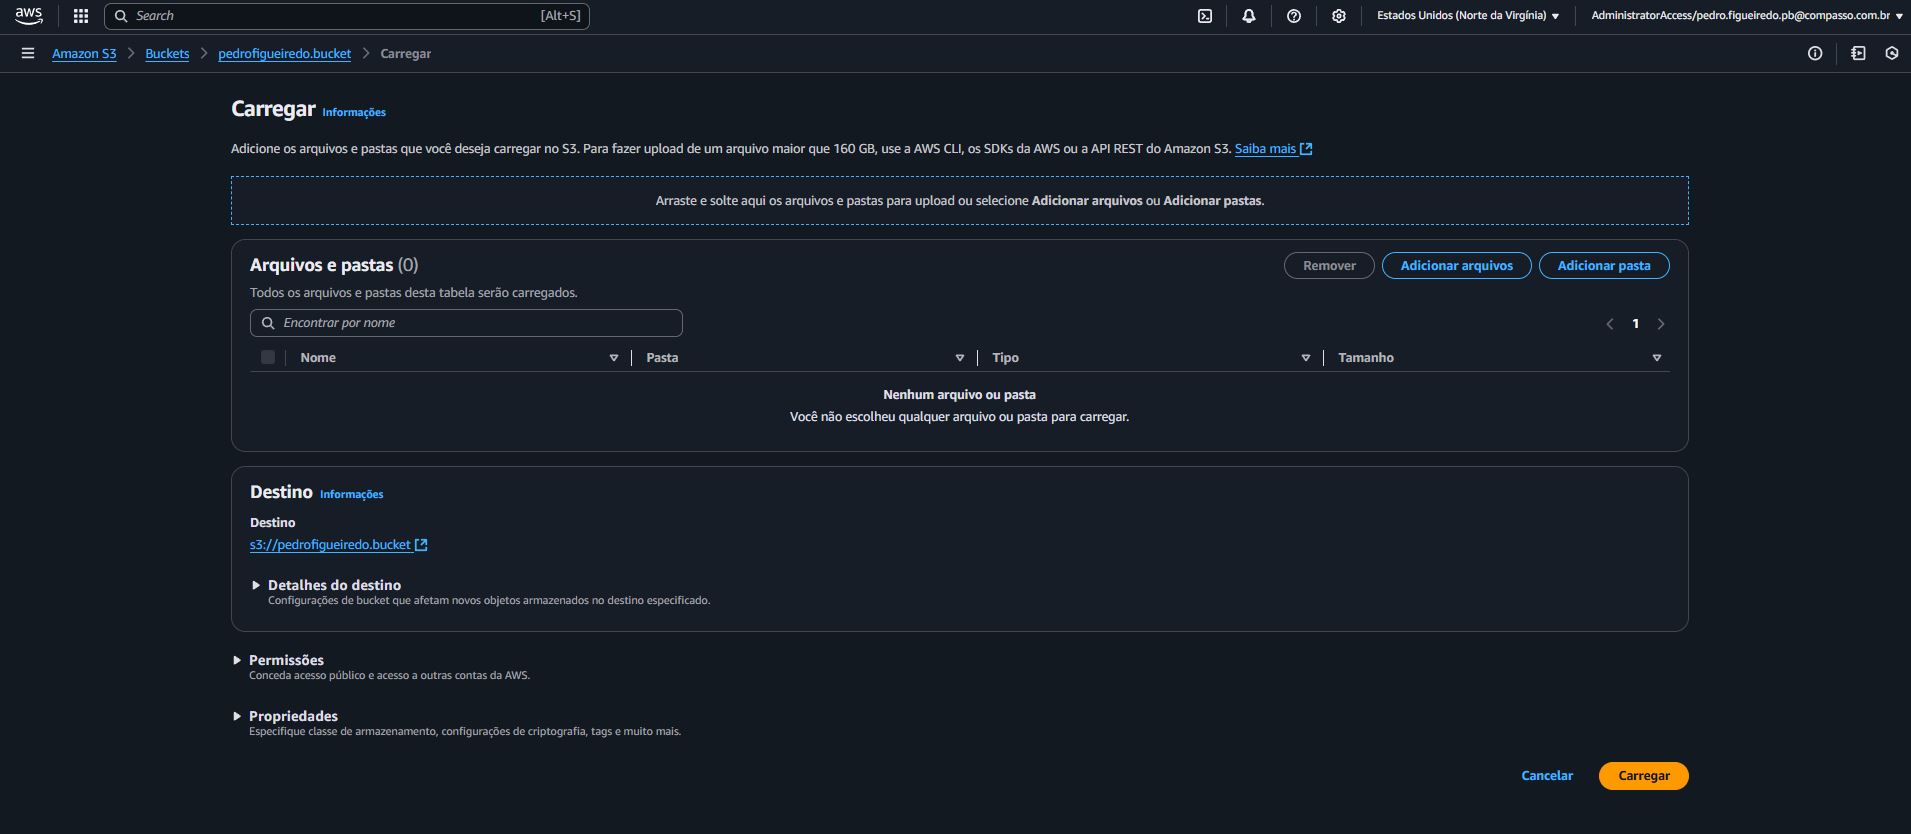 aws
Search [Alt+S]
Estados Unidos (Norte da Virgínia)
AdministratorAccess/pedro.figueiredo.pb@compasso.com.br
Amazon S3 > Buckets > pedrofigueiredo.bucket > Carregar
Carregar Informações
Adicione os arquivos e pastas que você deseja carregar no S3. Para fazer upload de um arquivo maior que 160 GB, use a AWS CLI, os SDKs da AWS ou a API REST do Amazon S3. Saiba mais
Arraste e solte aqui os arquivos e pastas para upload ou selecione Adicionar arquivos ou Adicionar pastas.
Arquivos e pastas (0)
Remover
Adicionar arquivos
Adicionar pasta
Todos os arquivos e pastas desta tabela serão carregados.
Encontrar por nome
1
Nome Pasta Tipo Tamanho
Nenhum arquivo ou pasta
Você não escolheu qualquer arquivo ou pasta para carregar.
Destino Informações
Destino
s3://pedrofigueiredo.bucket
Detalhes do destino
Configurações de bucket que afetam novos objetos armazenados no destino especificado.
Permissões
Conceda acesso público e acesso a outras contas da AWS.
Propriedades
Especifique classe de armazenamento, configurações de criptografia, tags e muito mais.
Cancelar
Carregar